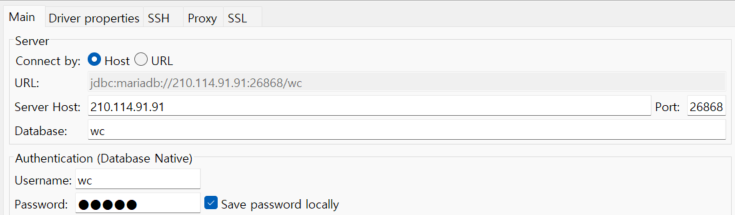 Main Driver properties SSH Proxy SSL
Server
Connect by: Host URL
URL: jdbc:mariadb://210.114.91.91:26868/wc
Server Host: 210.114.91.91 Port: 26868
Database: wc
Authentication (Database Native)
Username: wc
Password: ●●●●● Save password locally